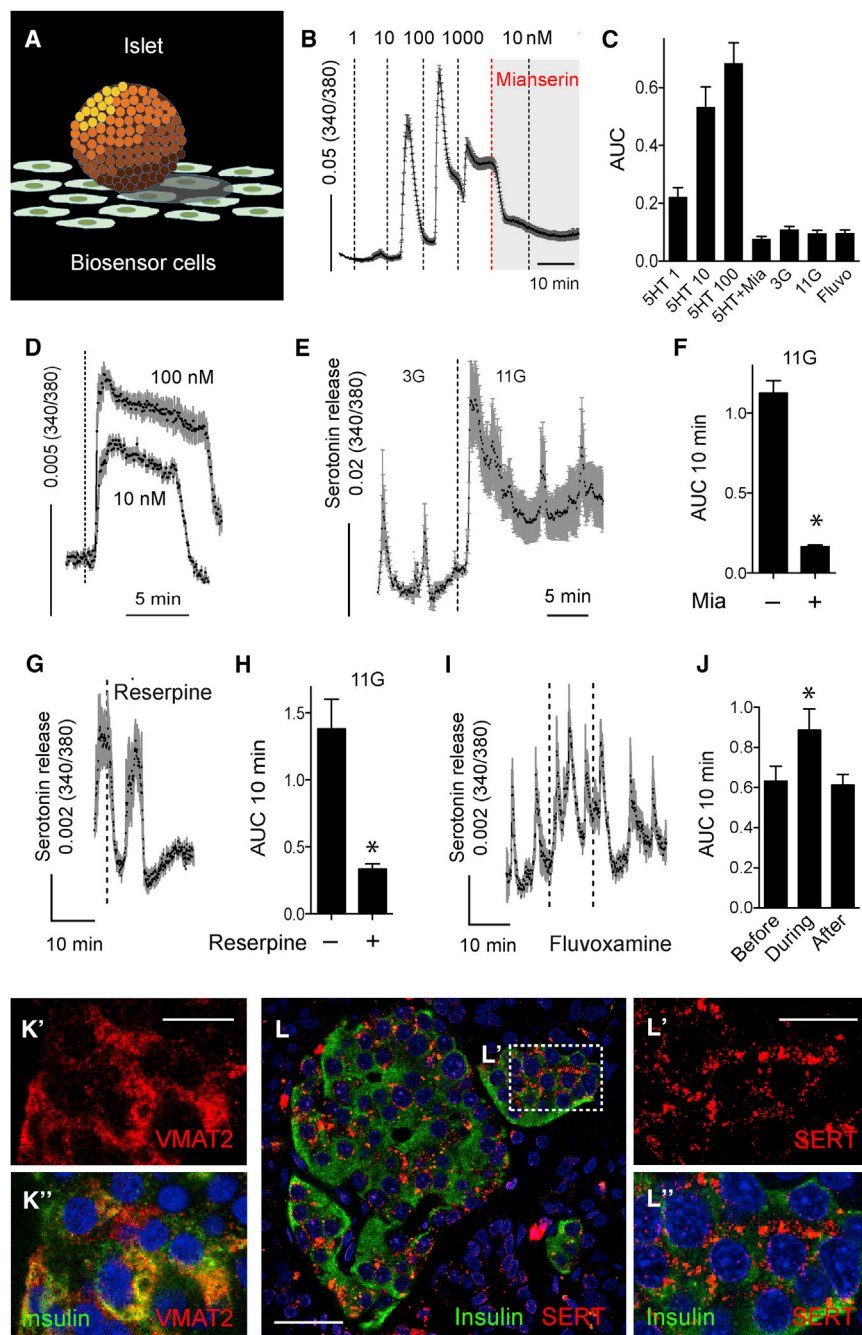 A
Islet
Biosensor cells
B
1 10 100 1000 10 nM
Mianserin
0.05 (340/380)
10 min
C
AUC
0.6
0.4
0.2
0.0
5HT 1
5HT 10
5HT 100
5HT+Mia
3G
11G
Fluvo
D
0.005 (340/380)
100 nM
10 nM
5 min
E
Serotonin release
0.02 (340/380)
3G 11G
5 min
F
11G
AUC 10 min
1.0
0.5
0.0
*
Mia − +
G
Reserpine
Serotonin release
0.002 (340/380)
10 min
H
11G
AUC 10 min
1.5
1.0
0.5
0.0
*
Reserpine − +
I
Serotonin release
0.002 (340/380)
10 min
Fluvoxamine
J
*
AUC 10 min
1.0
0.8
0.6
0.4
0.2
0.0
Before
During
After
K'
VMAT2
K''
Insulin VMAT2
L
L'
Insulin SERT
L'
SERT
L''
Insulin SERT